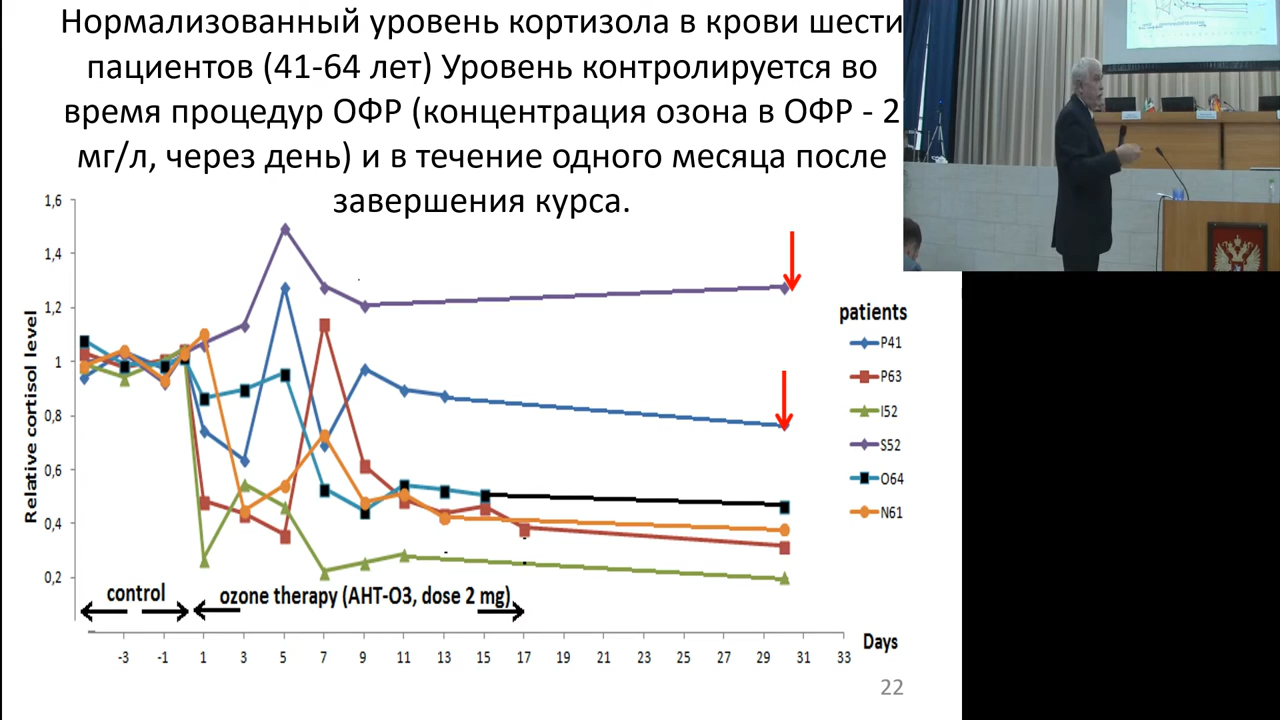 Нормализованный уровень кортизола в крови шести
пациентов (41-64 лет) Уровень контролируется во
время процедур ОФР (концентрация озона в ОФР - 2
мг/л, через день) и в течение одного месяца после
завершения курса.
1,6
1,4
1,2
1
0,8
0,6
0,4
0,2
Relative cortisol level
patients
P41
P63
I52
S52
O64
N61
control
ozone therapy (AHT-O3, dose 2 mg)
-3 -1 1 3 5 7 9 11 13 15 17 19 21 23 25 27 29 31 33
Days
22